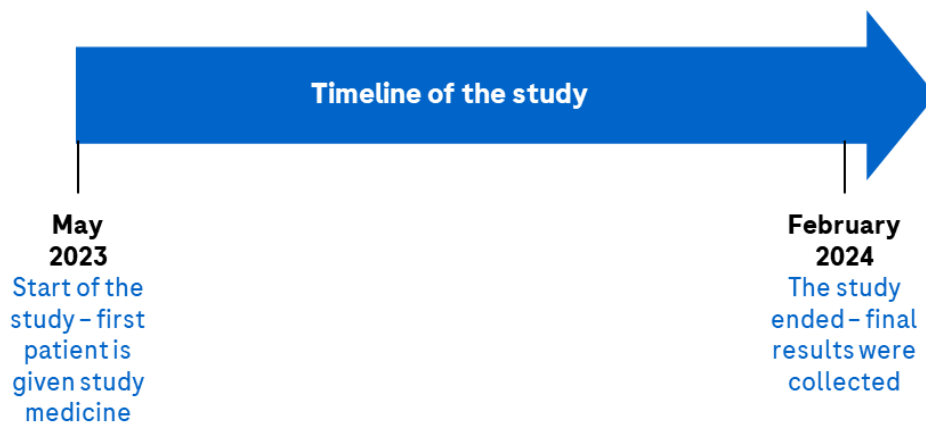 Timeline of the study
May
2023
Start of the
study – first
patient is
given study
medicine
February
2024
The study
ended – final
results were
collected